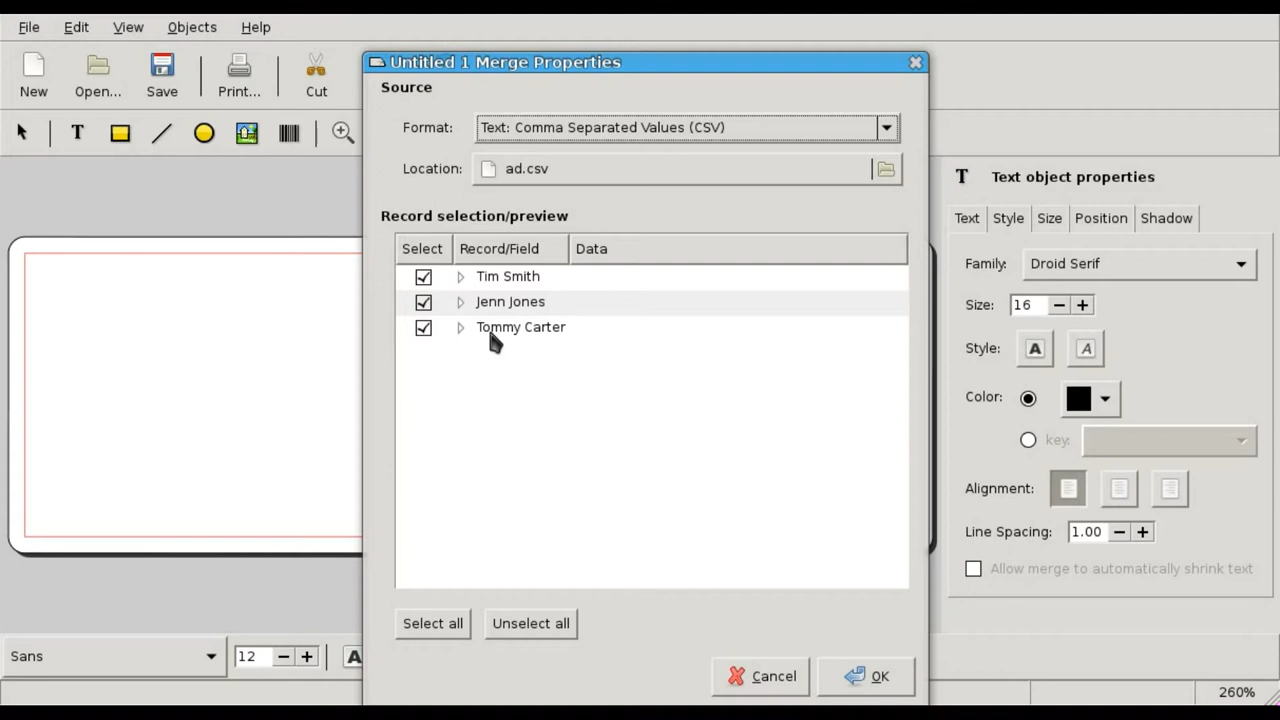 File Edit View Objects Help
Untitled 1 Merge Properties
New Open... Save Print... Cut
Source
Format: Text: Comma Separated Values (CSV)
Location: ad.csv
Record selection/preview
Select Record/Field Data
Tim Smith
Jenn Jones
Tommy Carter
Select all Unselect all
Cancel OK
T Text object properties
Text Style Size Position Shadow
Family: Droid Serif
Size: 16
Style: A A
Color:
key:
Alignment:
Line Spacing: 1.00
Allow merge to automatically shrink text
Sans 12 A
260%